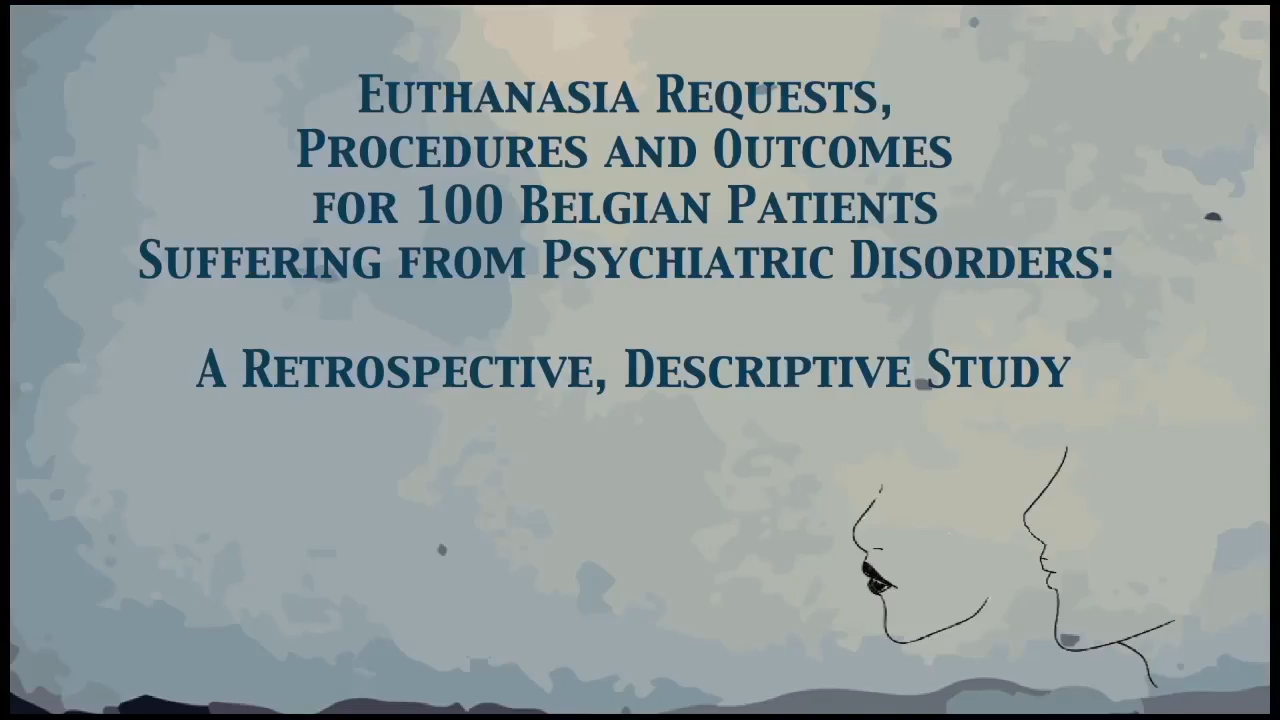 Euthanasia Requests,
Procedures and Outcomes
for 100 Belgian Patients
Suffering from Psychiatric Disorders:
A Retrospective, Descriptive Study